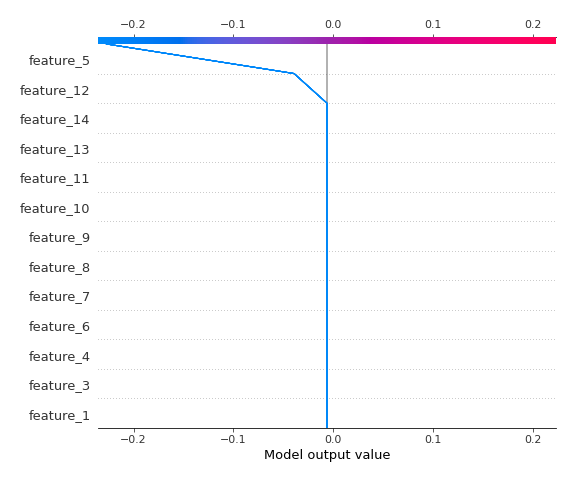 −0.2 −0.1 0.0 0.1 0.2
feature_5
feature_12
feature_14
feature_13
feature_11
feature_10
feature_9
feature_8
feature_7
feature_6
feature_4
feature_3
feature_1
−0.2 −0.1 0.0 0.1 0.2
Model output value